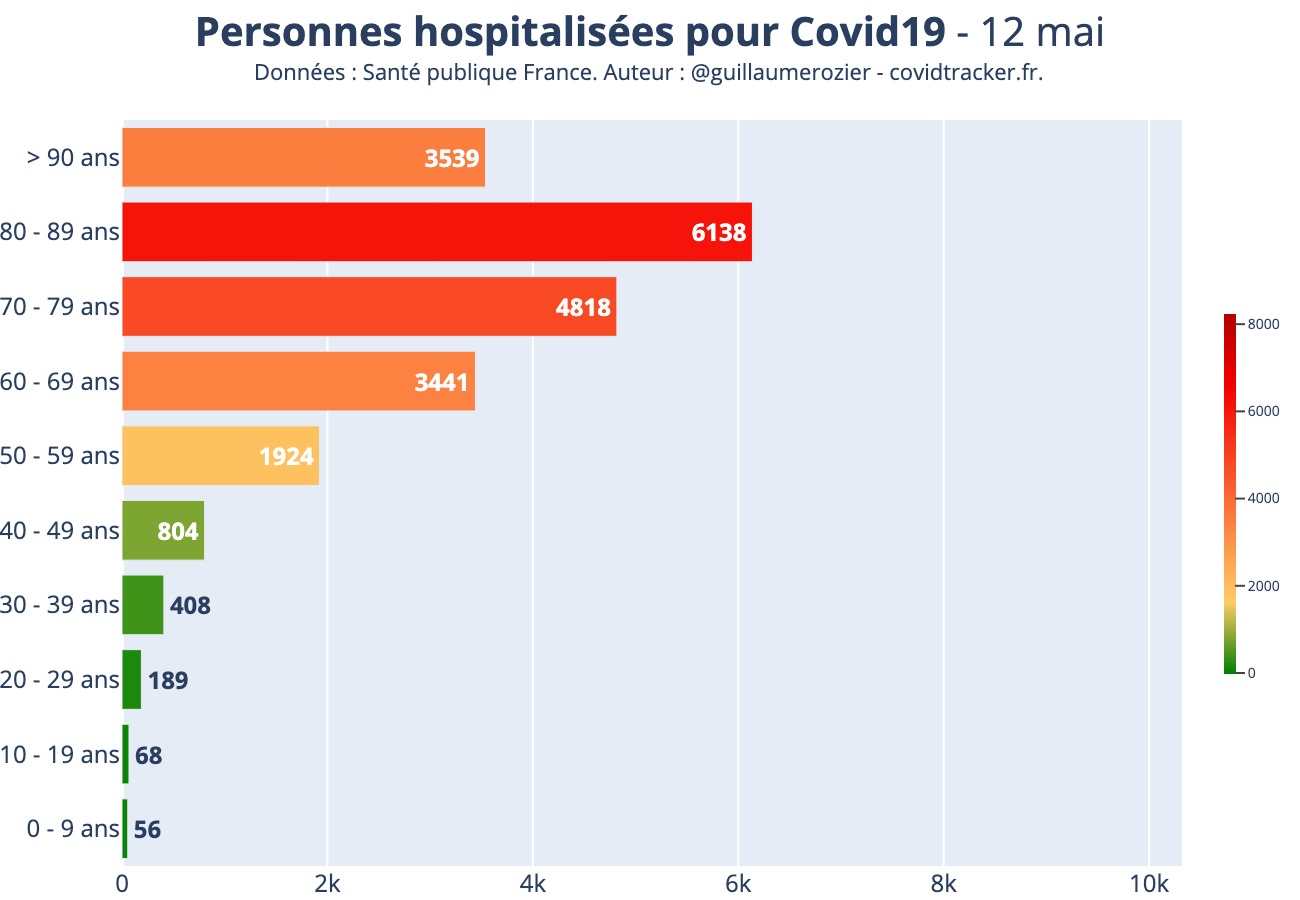 Personnes hospitalisées pour Covid19 - 12 mai
Données : Santé publique France. Auteur : @guillaumerozier - covidtracker.fr.
> 90 ans 3539
80 - 89 ans 6138
70 - 79 ans 4818
60 - 69 ans 3441
50 - 59 ans 1924
40 - 49 ans 804
30 - 39 ans 408
20 - 29 ans 189
10 - 19 ans 68
0 - 9 ans 56
0 2k 4k 6k 8k 10k
8000
6000
4000
2000
0